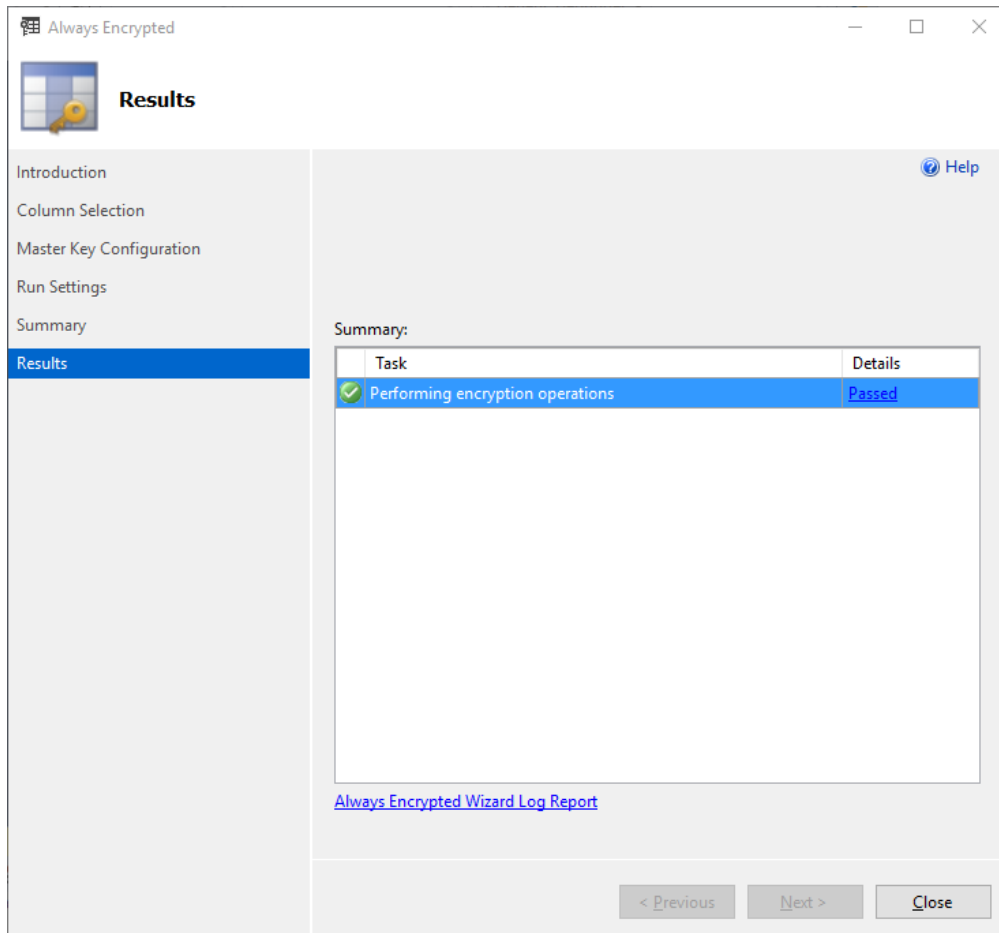 Always Encrypted
Results
Introduction
Column Selection
Master Key Configuration
Run Settings
Summary
Results
Help
Summary:
Task Details
Performing encryption operations Passed
Always Encrypted Wizard Log Report
< Previous Next > Close